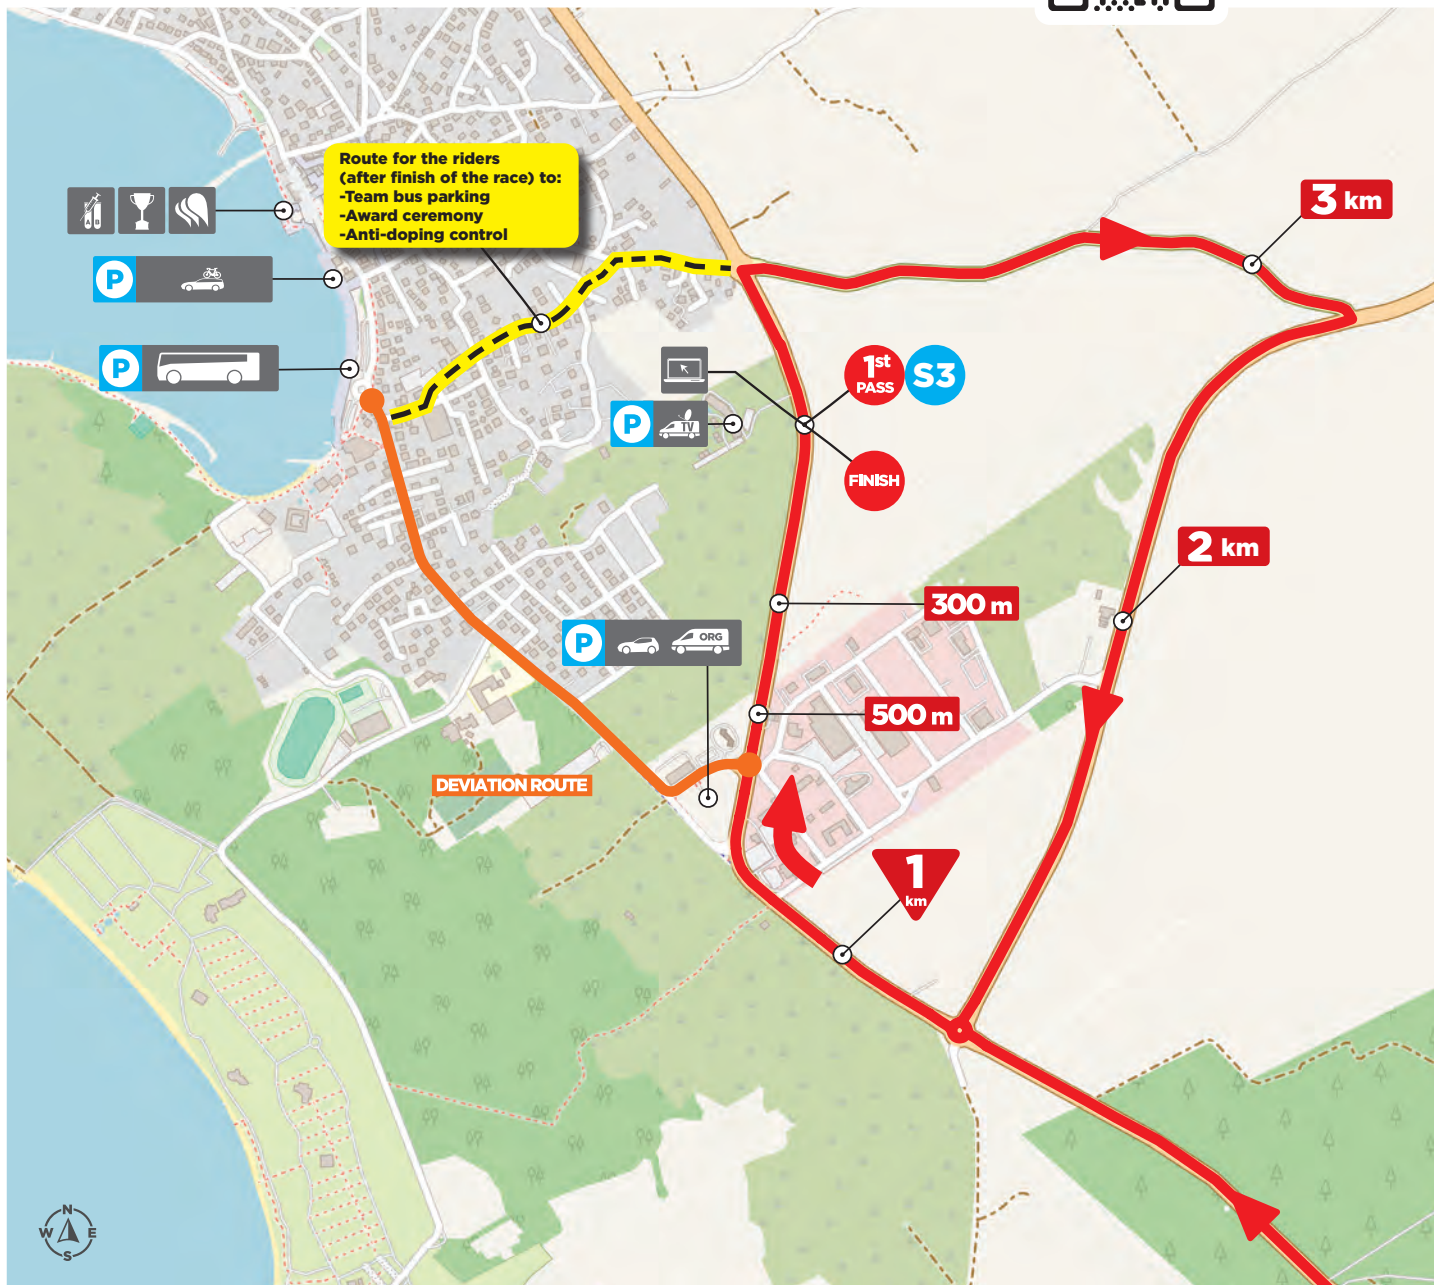 Route for the riders
(after finish of the race) to:
-Team bus parking
-Award ceremony
-Anti-doping control
3 km
A B
P
P
1st
PASS
S3
P
TV
FINISH
2 km
300 m
P
ORG
500 m
DEVIATION ROUTE
1
km
N
W E
S